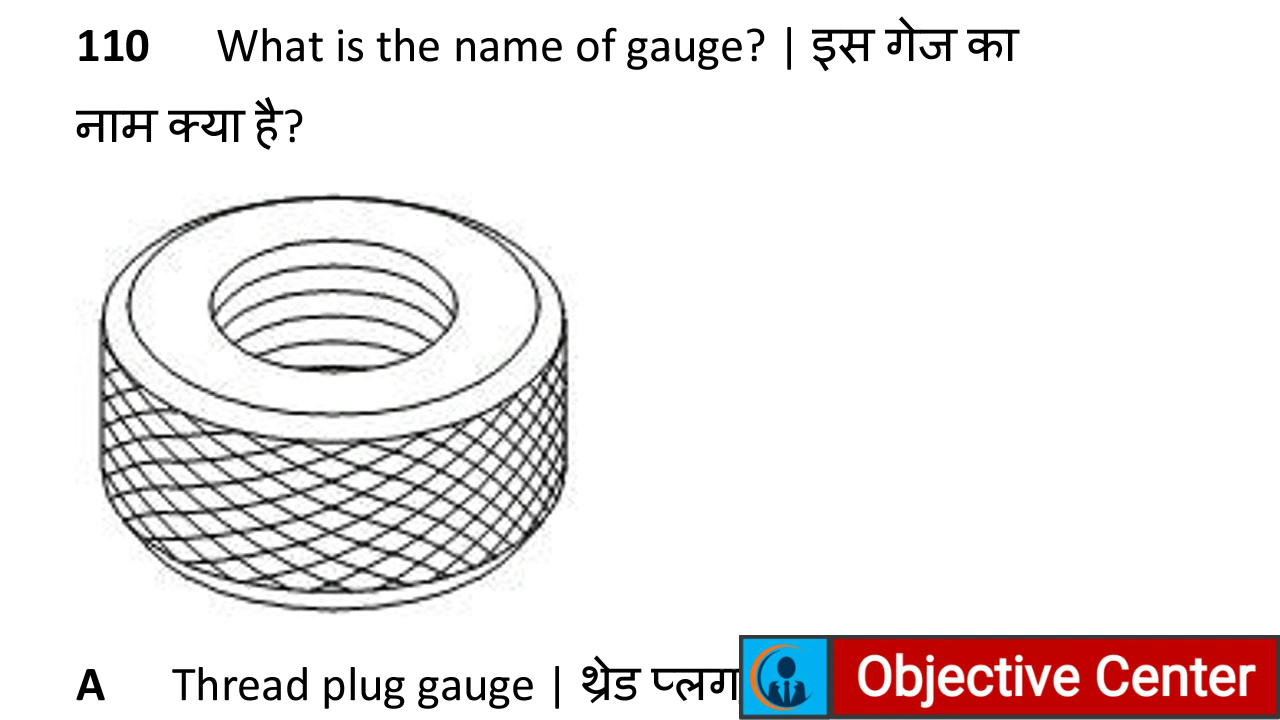 110 What is the name of gauge? | इस गेज का
नाम क्या है?
A Thread plug gauge | थ्रेड प्लग
Objective Center